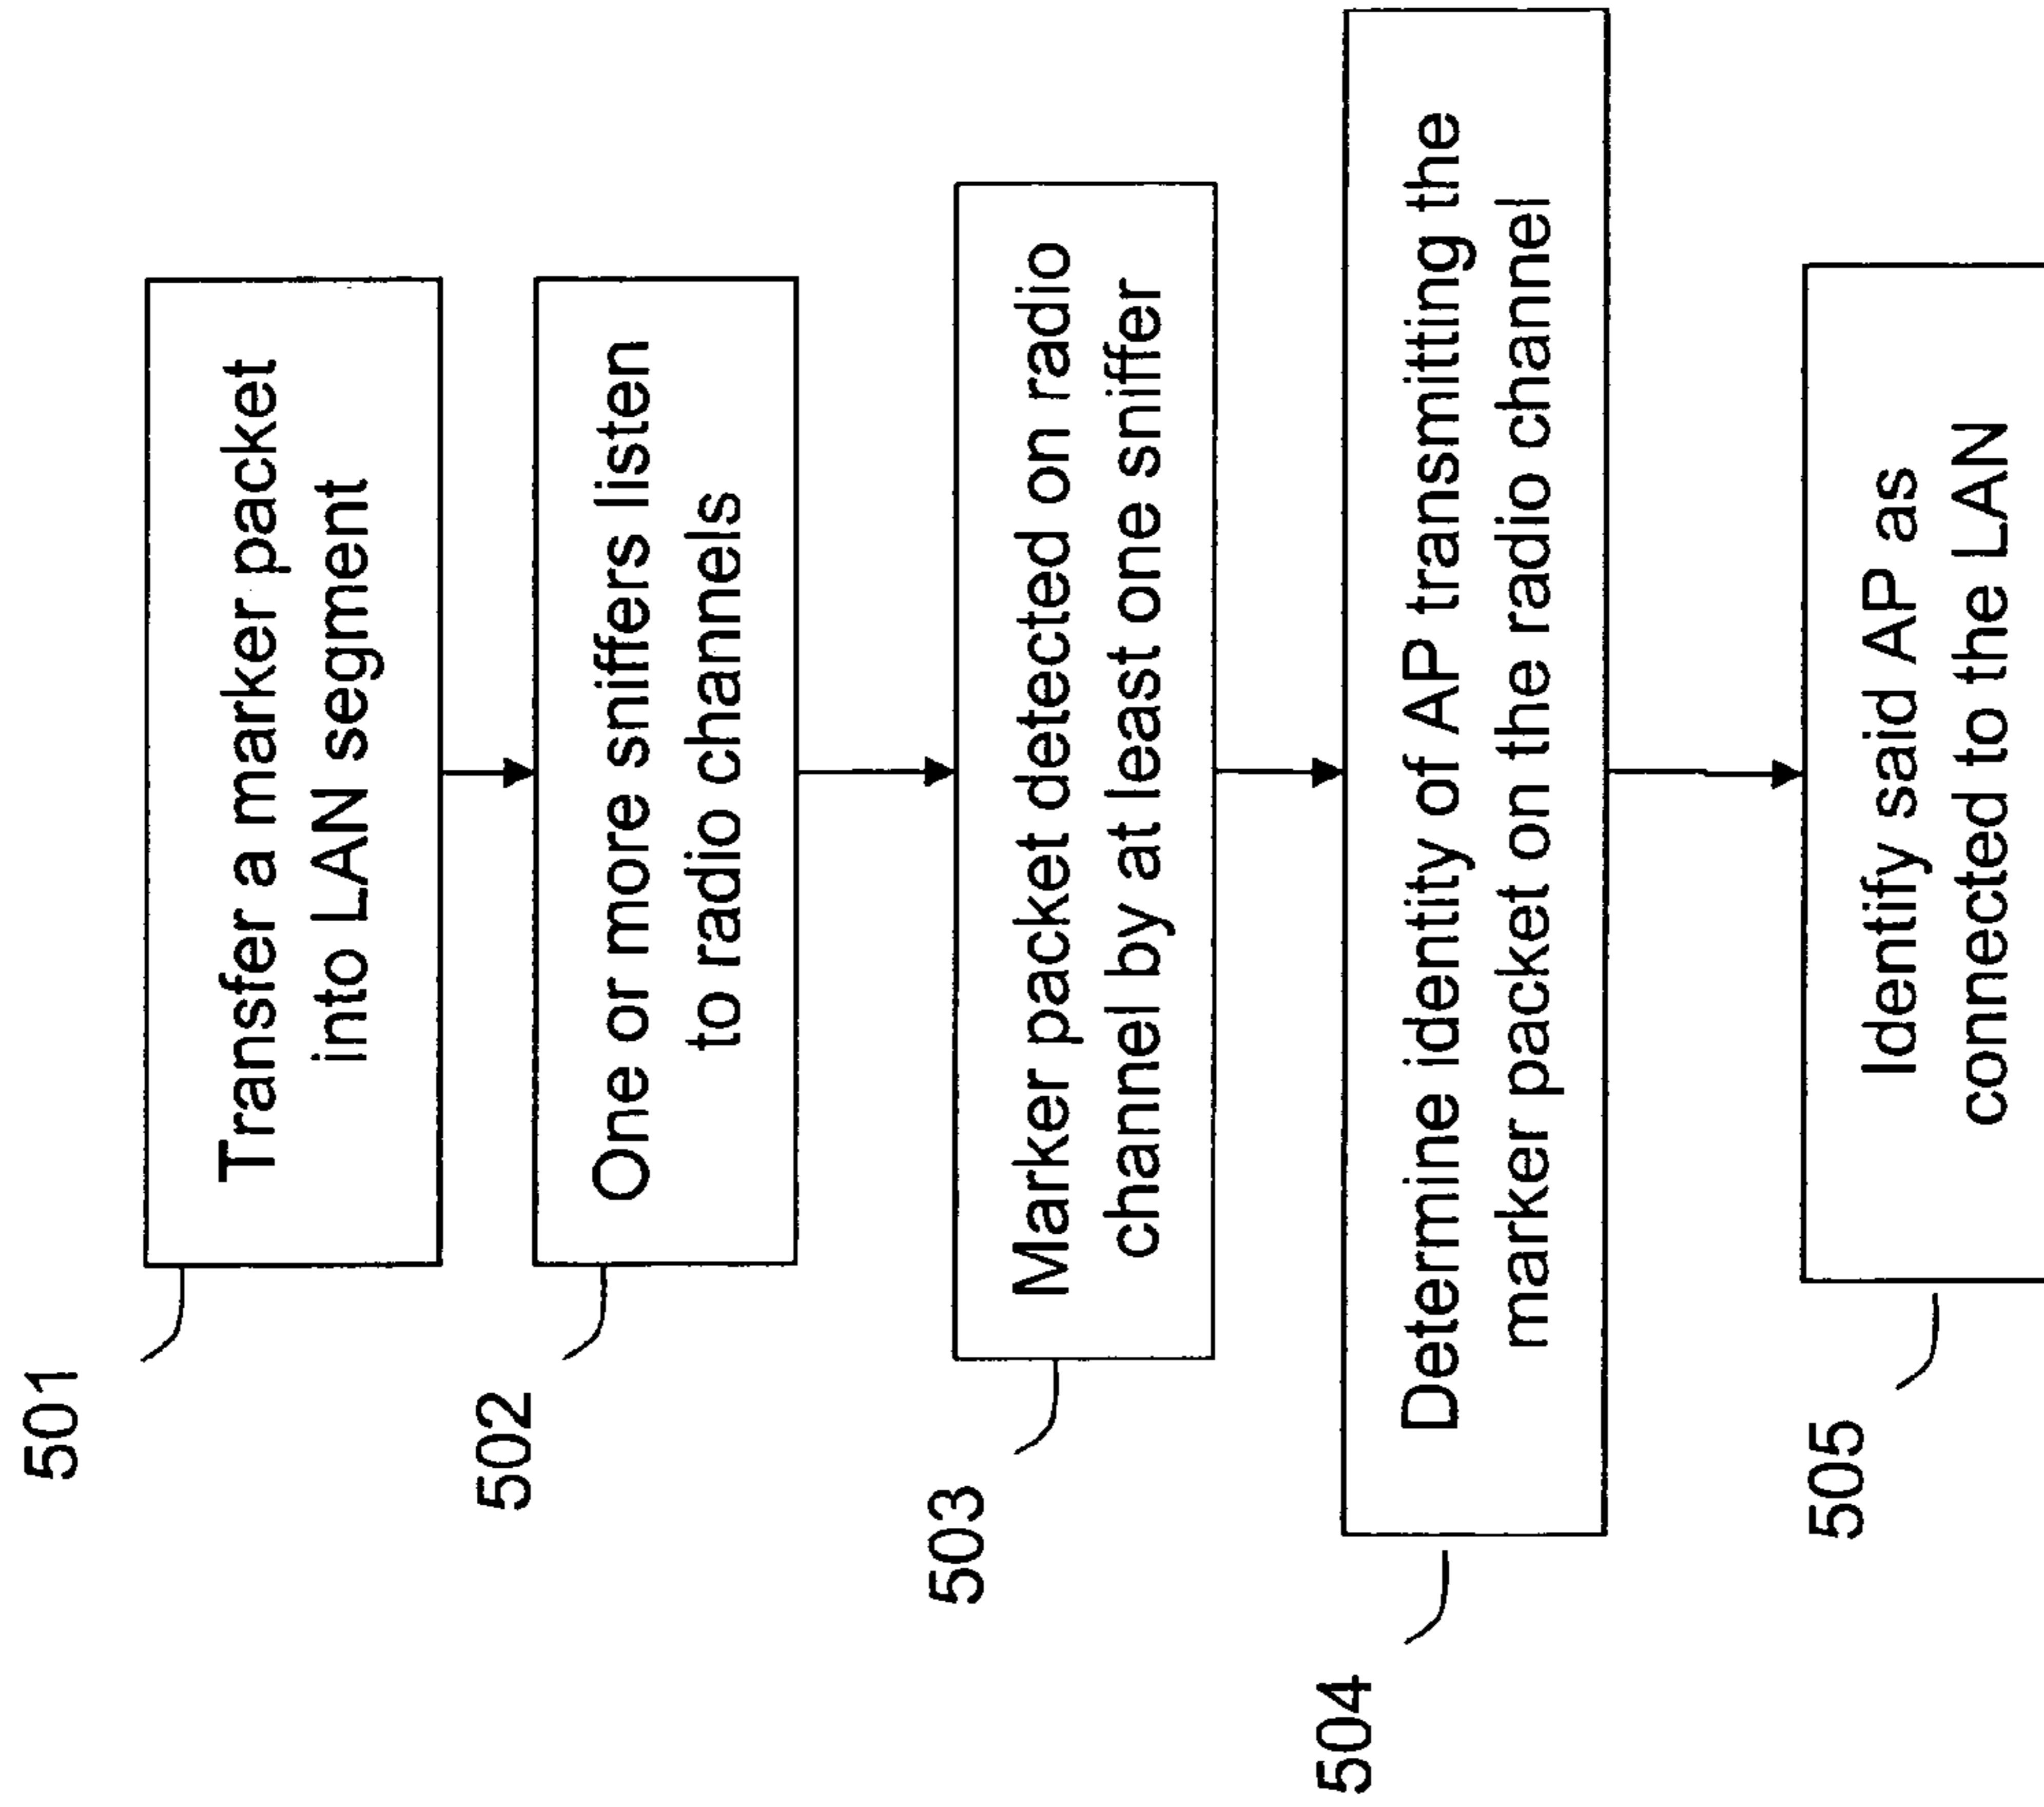 501
Transfer a marker packet
into LAN segment
502
One or more sniffers listen
to radio channels
503
Marker packet detected on radio
channel by at least one sniffer
504
Determine identity of AP transmitting the
marker packet on the radio channel
505
Identify said AP as
connected to the LAN